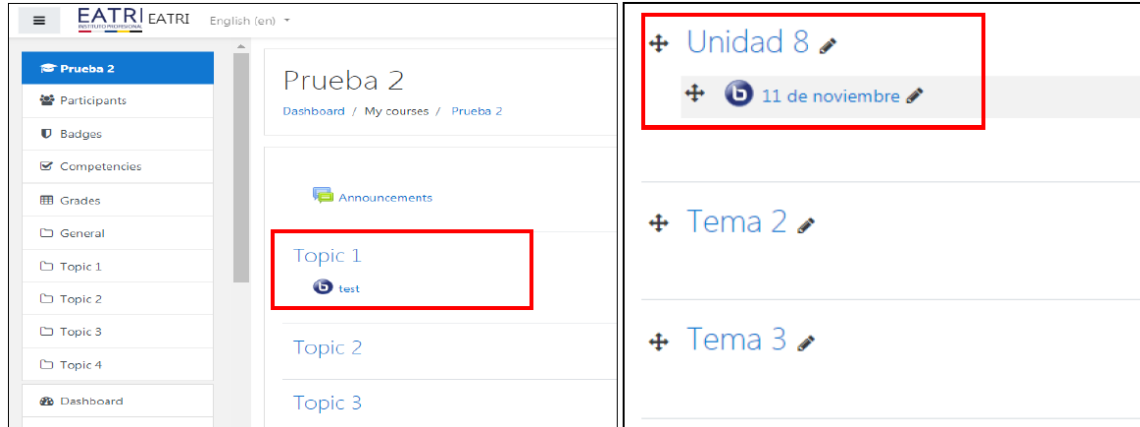 EATRI EATRI English (en)
INSTITUTO PROFESIONAL
Prueba 2
Participants
Badges
Competencies
Grades
General
Topic 1
Topic 2
Topic 3
Topic 4
Dashboard
Prueba 2
Dashboard / My courses / Prueba 2
Announcements
Topic 1
test
Topic 2
Topic 3
Unidad 8
11 de noviembre
Tema 2
Tema 3